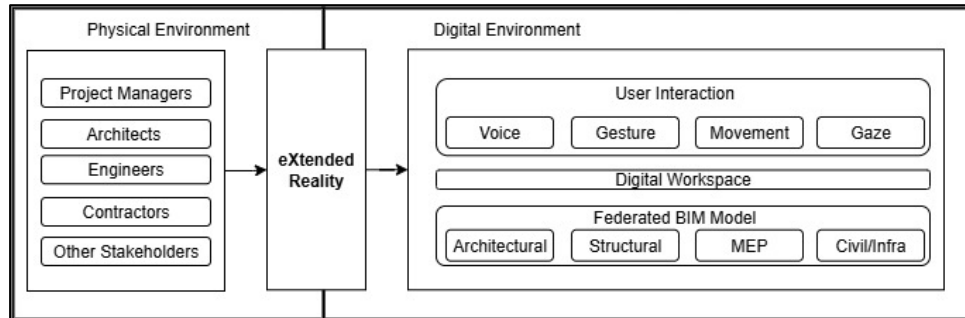 Physical Environment
Digital Environment
Project Managers
Architects
Engineers
Contractors
Other Stakeholders
eXtended
Reality
User Interaction
Voice
Gesture
Movement
Gaze
Digital Workspace
Federated BIM Model
Architectural
Structural
MEP
Civil/Infra